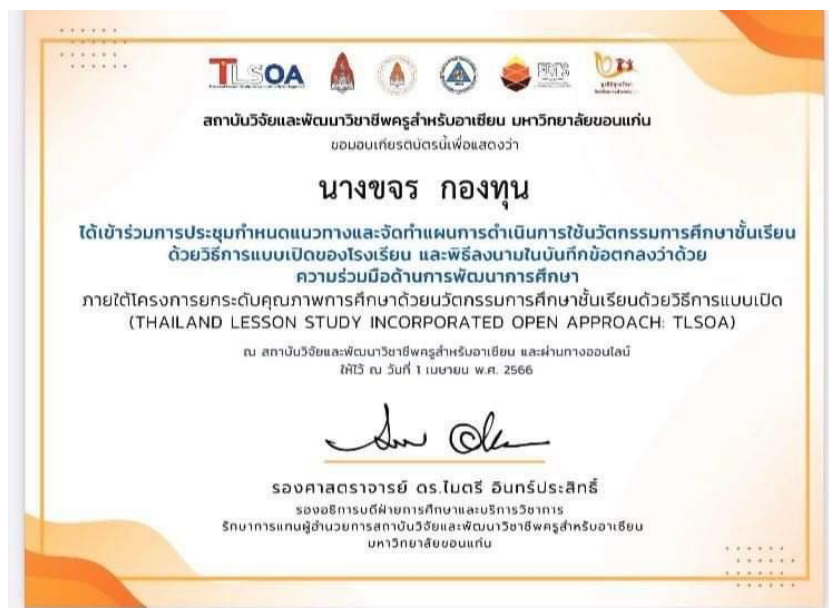 TLSOA
สถาบันวิจัยและพัฒนาวิชาชีพครูสำหรับอาเซียน มหาวิทยาลัยขอนแก่น
ขอมอบเกียรติบัตรนี้เพื่อแสดงว่า
นางขจร กองทุน
ได้เข้าร่วมการประชุมกำหนดแนวทางและจัดทำแผนการดำเนินการใช้นวัตกรรมการศึกษาชั้นเรียน
ด้วยวิธีการแบบเปิดของโรงเรียน และพิธีลงนามในบันทึกข้อตกลงว่าด้วย
ความร่วมมือด้านการพัฒนาการศึกษา
ภายใต้โครงการยกระดับคุณภาพการศึกษาด้วยนวัตกรรมการศึกษาชั้นเรียนด้วยวิธีการแบบเปิด
(THAILAND LESSON STUDY INCORPORATED OPEN APPROACH: TLSOA)
ณ สถาบันวิจัยและพัฒนาวิชาชีพครูสำหรับอาเซียน และผ่านทางออนไลน์
ให้ไว้ ณ วันที่ 1 เมษายน พ.ศ. 2566
รองศาสตราจารย์ ดร.ไมตรี อินทร์ประสิทธิ์
รองอธิการบดีฝ่ายการศึกษาและบริการวิชาการ
รักษาการแทนผู้อำนวยการสถาบันวิจัยและพัฒนาวิชาชีพครูสำหรับอาเซียน
มหาวิทยาลัยขอนแก่น